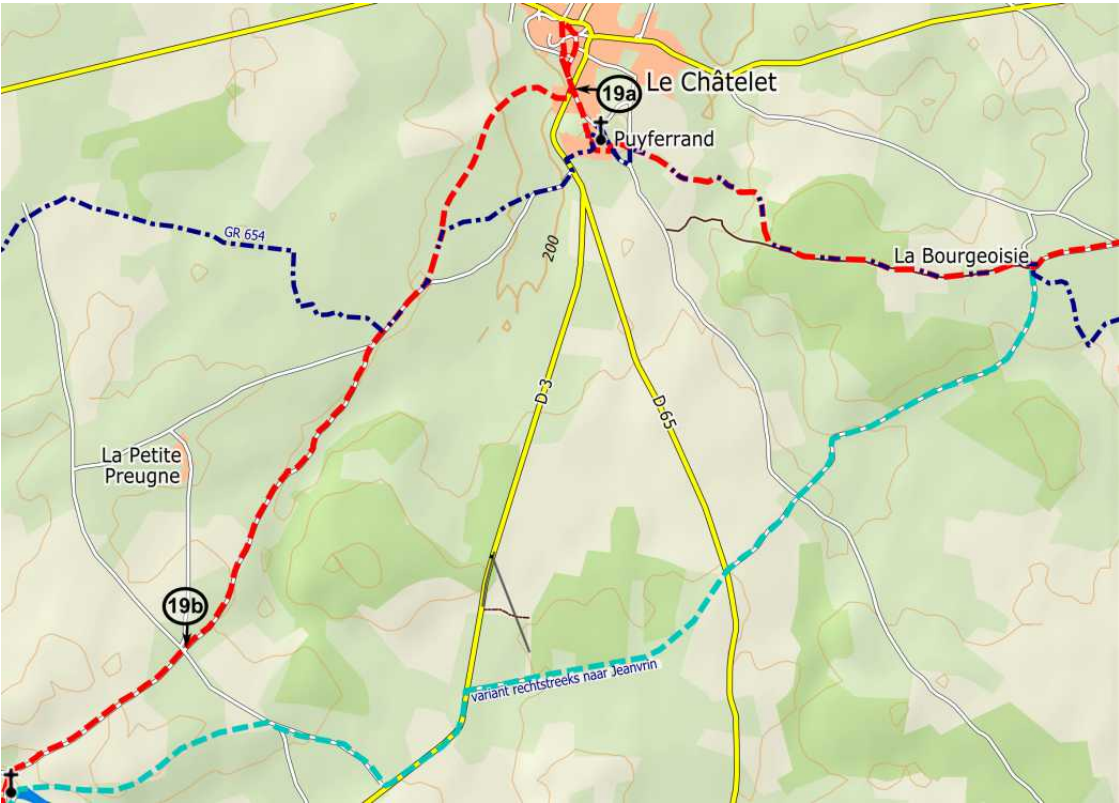 19a
Le Châtelet
Puyferrand
GR 654
200
La Bourgeoisie
D 3
D 65
La Petite
Preugne
19b
variant rechtstreeks naar Jeanvrin